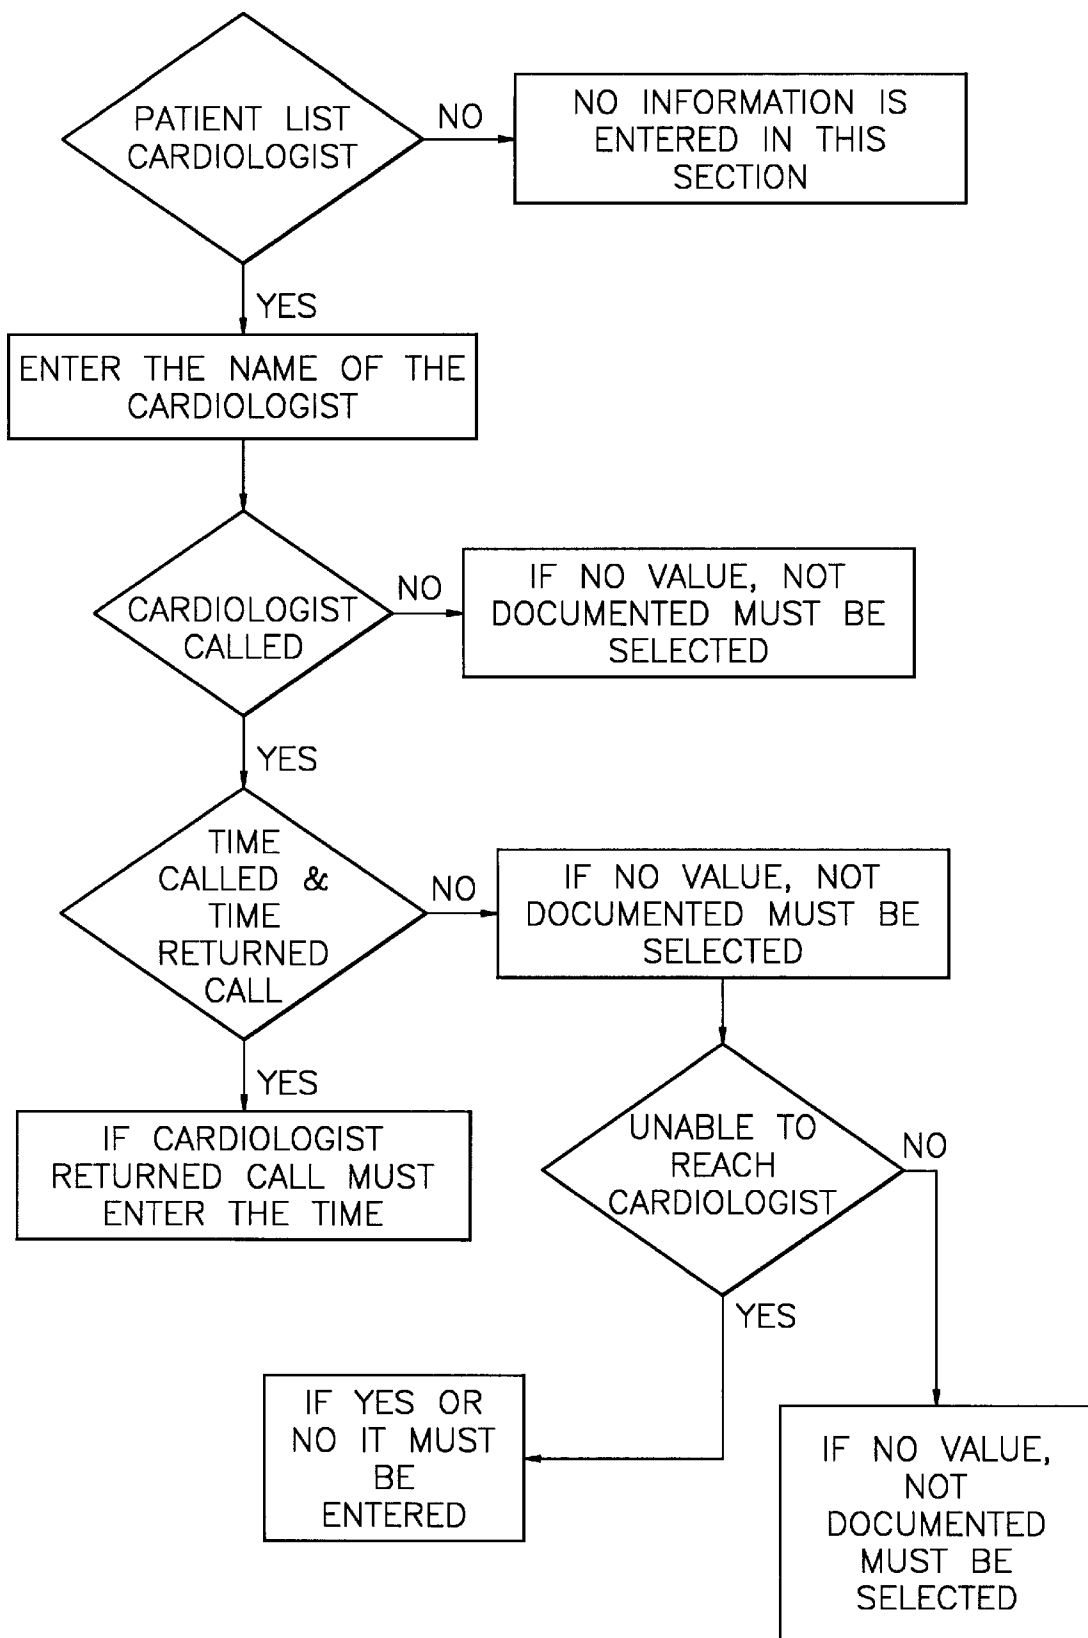 PATIENT LIST
CARDIOLOGIST
NO
NO INFORMATION IS
ENTERED IN THIS
SECTION
YES
ENTER THE NAME OF THE
CARDIOLOGIST
CARDIOLOGIST
CALLED
NO
IF NO VALUE, NOT
DOCUMENTED MUST BE
SELECTED
YES
TIME
CALLED &
TIME
RETURNED
CALL
NO
IF NO VALUE, NOT
DOCUMENTED MUST BE
SELECTED
YES
IF CARDIOLOGIST
RETURNED CALL MUST
ENTER THE TIME
UNABLE TO
REACH
CARDIOLOGIST
NO
YES
IF YES OR
NO IT MUST
BE
ENTERED
IF NO VALUE,
NOT
DOCUMENTED
MUST BE
SELECTED